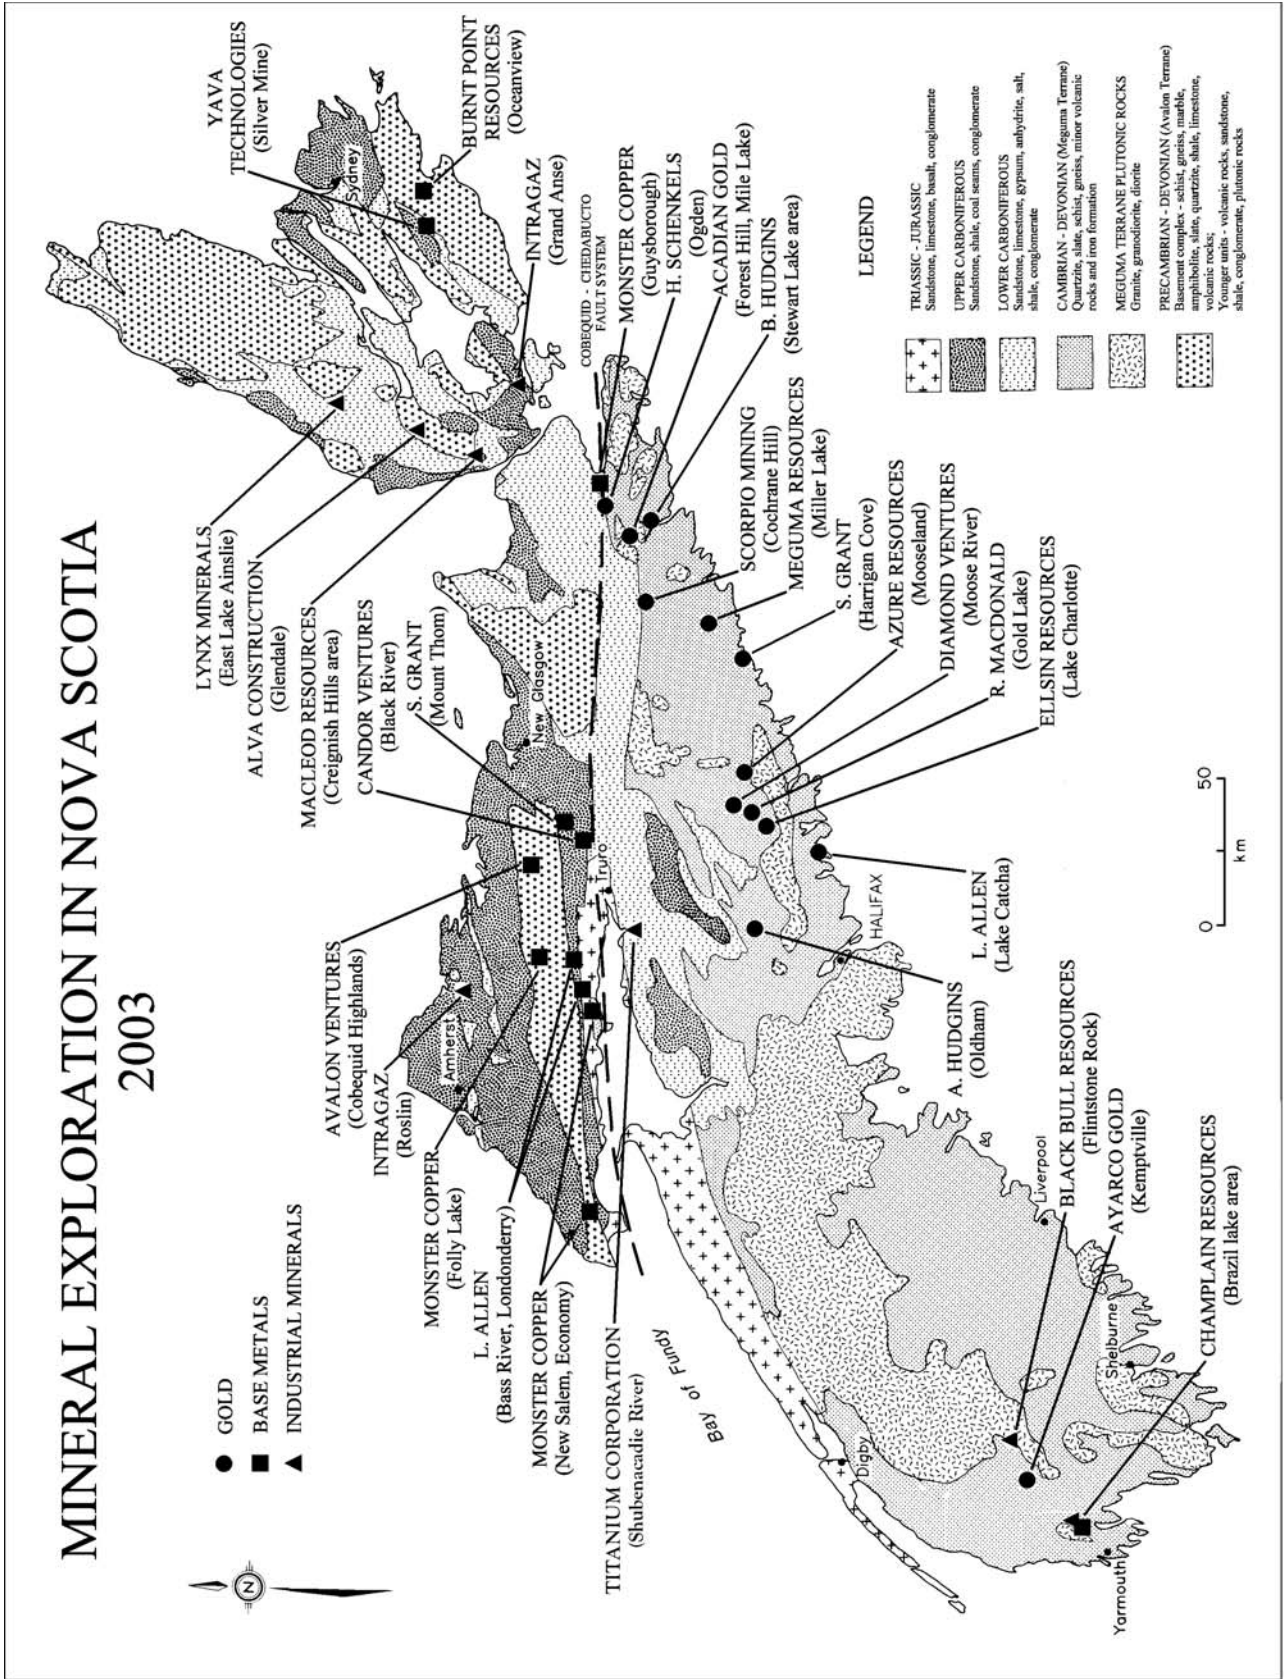 MINERAL EXPLORATION IN NOVA SCOTIA
2003
N
GOLD
BASE METALS
INDUSTRIAL MINERALS
LYNX MINERALS
(East Lake Ainslie)
ALVA CONSTRUCTION
(Glendale)
MACLEOD RESOURCES
(Creignish Hills area)
CANDOR VENTURES
(Black River)
S. GRANT
(Mount Thom)
AVALON VENTURES
(Cobequid Highlands)
INTRAGAZ
(Roslin)
MONSTER COPPER
(Folly Lake)
L. ALLEN
(Bass River, Londonderry)
MONSTER COPPER
(New Salem, Economy)
TITANIUM CORPORATION
(Shubenacadie River)
YAVA
TECHNOLOGIES
(Silver Mine)
BURNT POINT
RESOURCES
(Oceanview)
INTRAGAZ
(Grand Anse)
COBEQUID - CHEDABUCTO
FAULT SYSTEM
MONSTER COPPER
(Guysborough)
H. SCHENKELS
(Ogden)
ACADIAN GOLD
(Forest Hill, Mile Lake)
B. HUDGINS
(Stewart Lake area)
SCORPIO MINING
(Cochrane Hill)
MEGUMA RESOURCES
(Miller Lake)
S. GRANT
(Harrigan Cove)
AZURE RESOURCES
(Mooseland)
DIAMOND VENTURES
(Moose River)
R. MACDONALD
(Gold Lake)
ELLSIN RESOURCES
(Lake Charlotte)
L. ALLEN
(Lake Catcha)
A. HUDGINS
(Oldham)
BLACK BULL RESOURCES
(Flintstone Rock)
AYARCO GOLD
(Kemptville)
CHAMPLAIN RESOURCES
(Brazil lake area)
Sydney
New Glasgow
Amherst
Truro
HALIFAX
Bay of Fundy
Digby
Liverpool
Shelburne
Yarmouth
0 50
km
LEGEND
TRIASSIC - JURASSIC
Sandstone, limestone, basalt, conglomerate
UPPER CARBONIFEROUS
Sandstone, shale, coal seams, conglomerate
LOWER CARBONIFEROUS
Sandstone, limestone, gypsum, anhydrite, salt,
shale, conglomerate
CAMBRIAN - DEVONIAN (Meguma Terrane)
Quartzite, slate, schist, gneiss, minor volcanic
rocks and iron formation
MEGUMA TERRANE PLUTONIC ROCKS
Granite, granodiorite, diorite
PRECAMBRIAN - DEVONIAN (Avalon Terrane)
Basement complex - schist, gneiss, marble,
amphibolite, slate, quartzite, shale, limestone,
volcanic rocks;
Younger units - volcanic rocks, sandstone,
shale, conglomerate, plutonic rocks